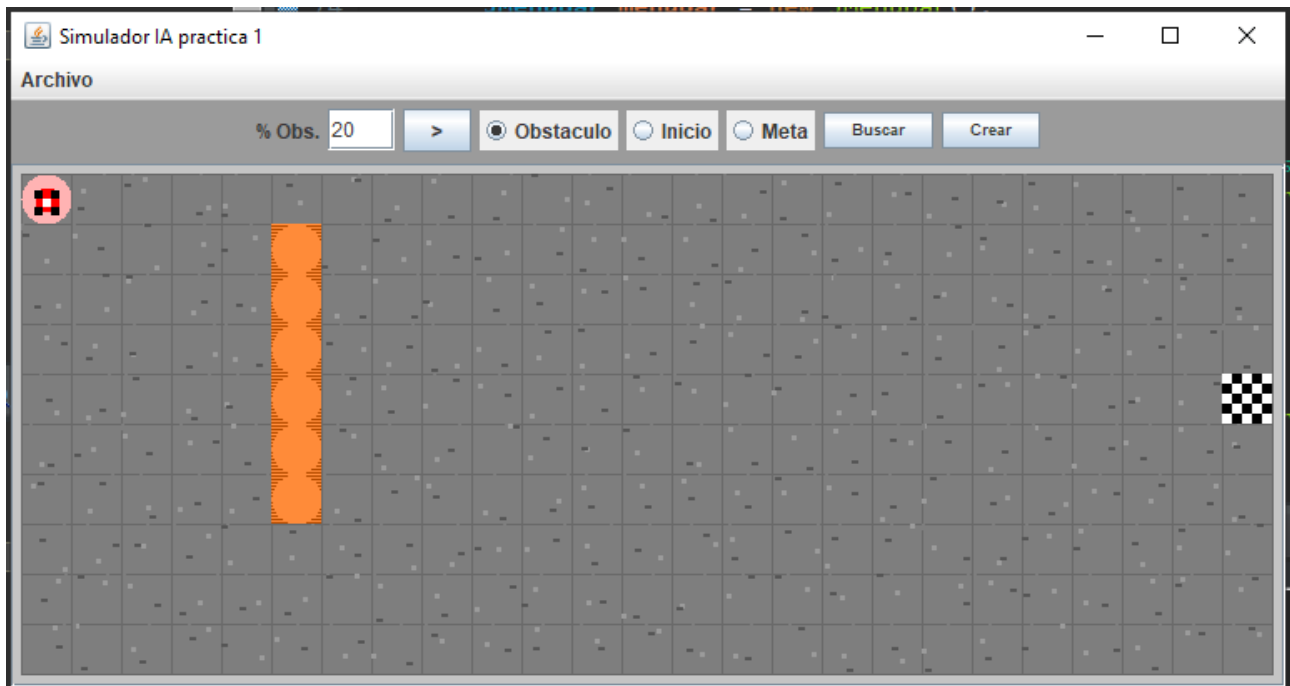 Simulador IA practica 1
Archivo
% Obs. 20 > Obstaculo Inicio Meta Buscar Crear